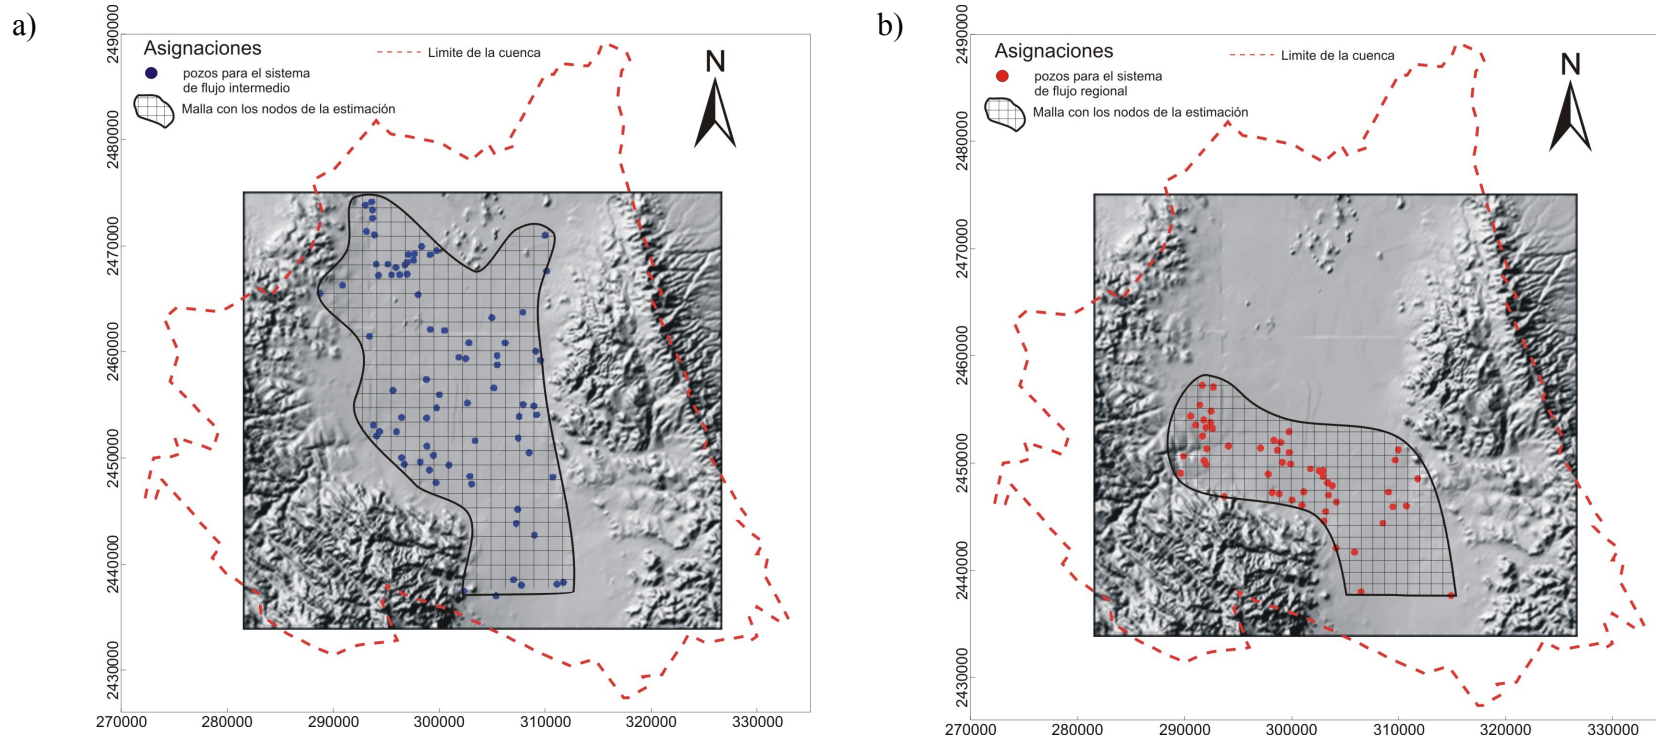 a)
Asignaciones
pozos para el sistema
de flujo intermedio
Malla con los nodos de la estimación
Limite de la cuenca
N
2490000
2480000
2470000
2460000
2450000
2440000
2430000
270000 280000 290000 300000 310000 320000 330000
b)
Asignaciones
pozos para el sistema
de flujo regional
Malla con los nodos de la estimación
Limite de la cuenca
N
2490000
2480000
2470000
2460000
2450000
2440000
2430000
270000 280000 290000 300000 310000 320000 330000